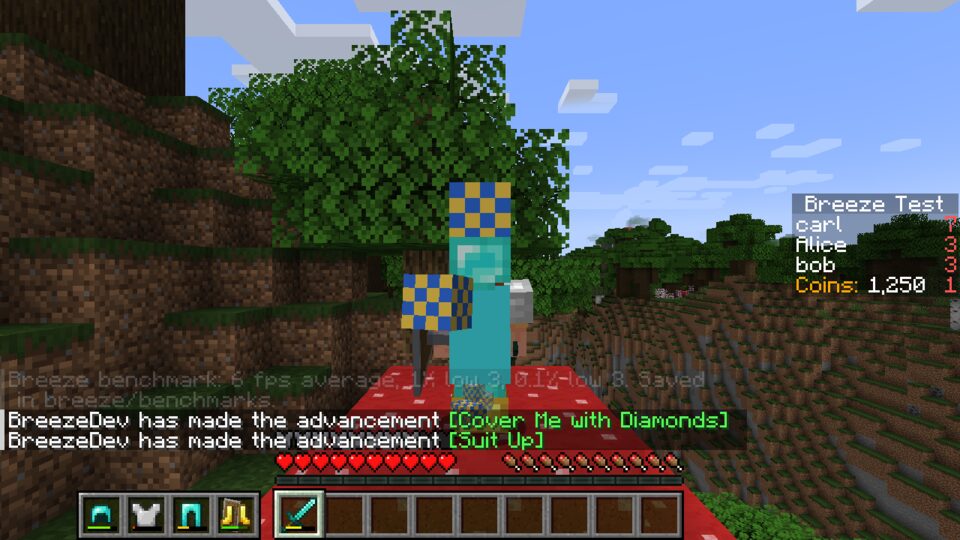 Breeze Test
carl 7
Alice 3
bob 3
Coins: 1,250 1
Breeze benchmark: 6 fps average, 1% low 3, 0.1% low 8. Saved
in breeze/benchmarks
BreezeDev has made the advancement [Cover Me with Diamonds]
BreezeDev has made the advancement [Suit Up]